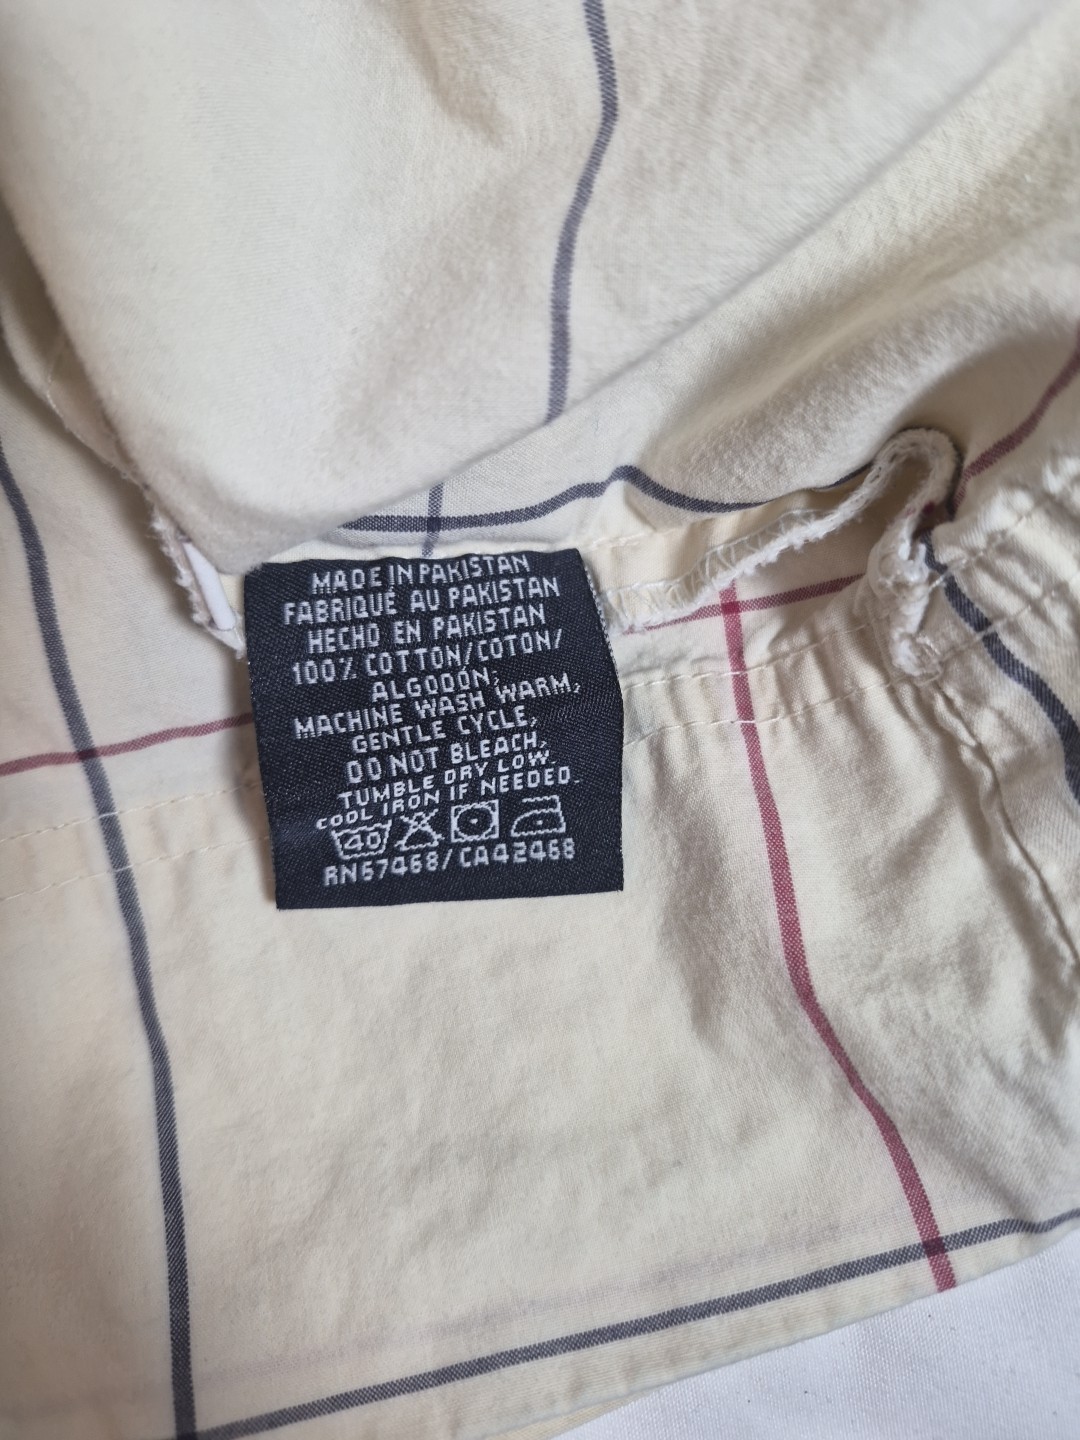 MADE IN PAKISTAN
FABRIQUÉ AU PAKISTAN
HECHO EN PAKISTAN
100% COTTON/COTON/
ALGODÓN;
MACHINE WASH WARM,
GENTLE CYCLE,
DO NOT BLEACH,
TUMBLE DRY LOW.
COOL IRON IF NEEDED.
40
RN57468/CA42468